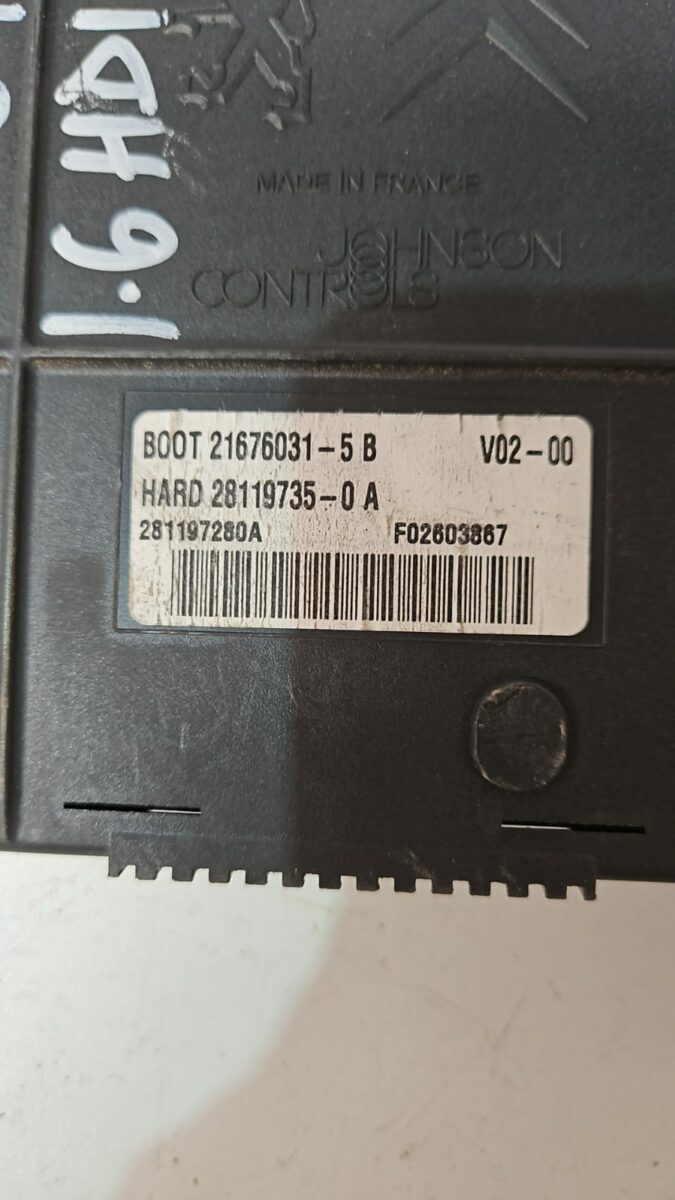 1.6 HDI
MADE IN FRANCE
JOHNSON
CONTROLS
BOOT 21676031-5 B V02-00
HARD 28119735-0 A
281197280A F02603867